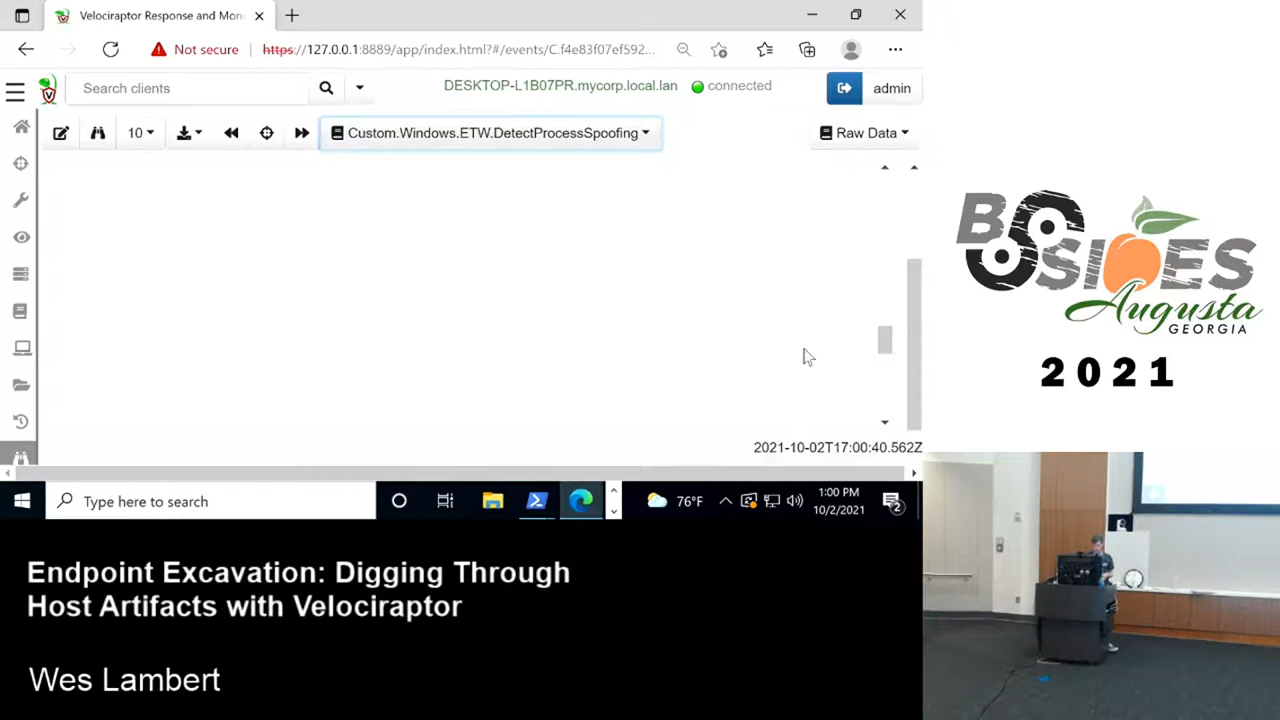 Velociraptor Response and Mon
Not secure
https://127.0.0.1:8889/app/index.html?#/events/C.f4e83f07ef592...
Search clients
DESKTOP-L1B07PR.mycorp.local.lan
connected
admin
10
Custom.Windows.ETW.DetectProcessSpoofing
Raw Data
2021-10-02T17:00:40.562Z
Type here to search
76°F
1:00 PM
10/2/2021
2
BSIDES
Augusta
GEORGIA
2021
Endpoint Excavation: Digging Through
Host Artifacts with Velociraptor
Wes Lambert